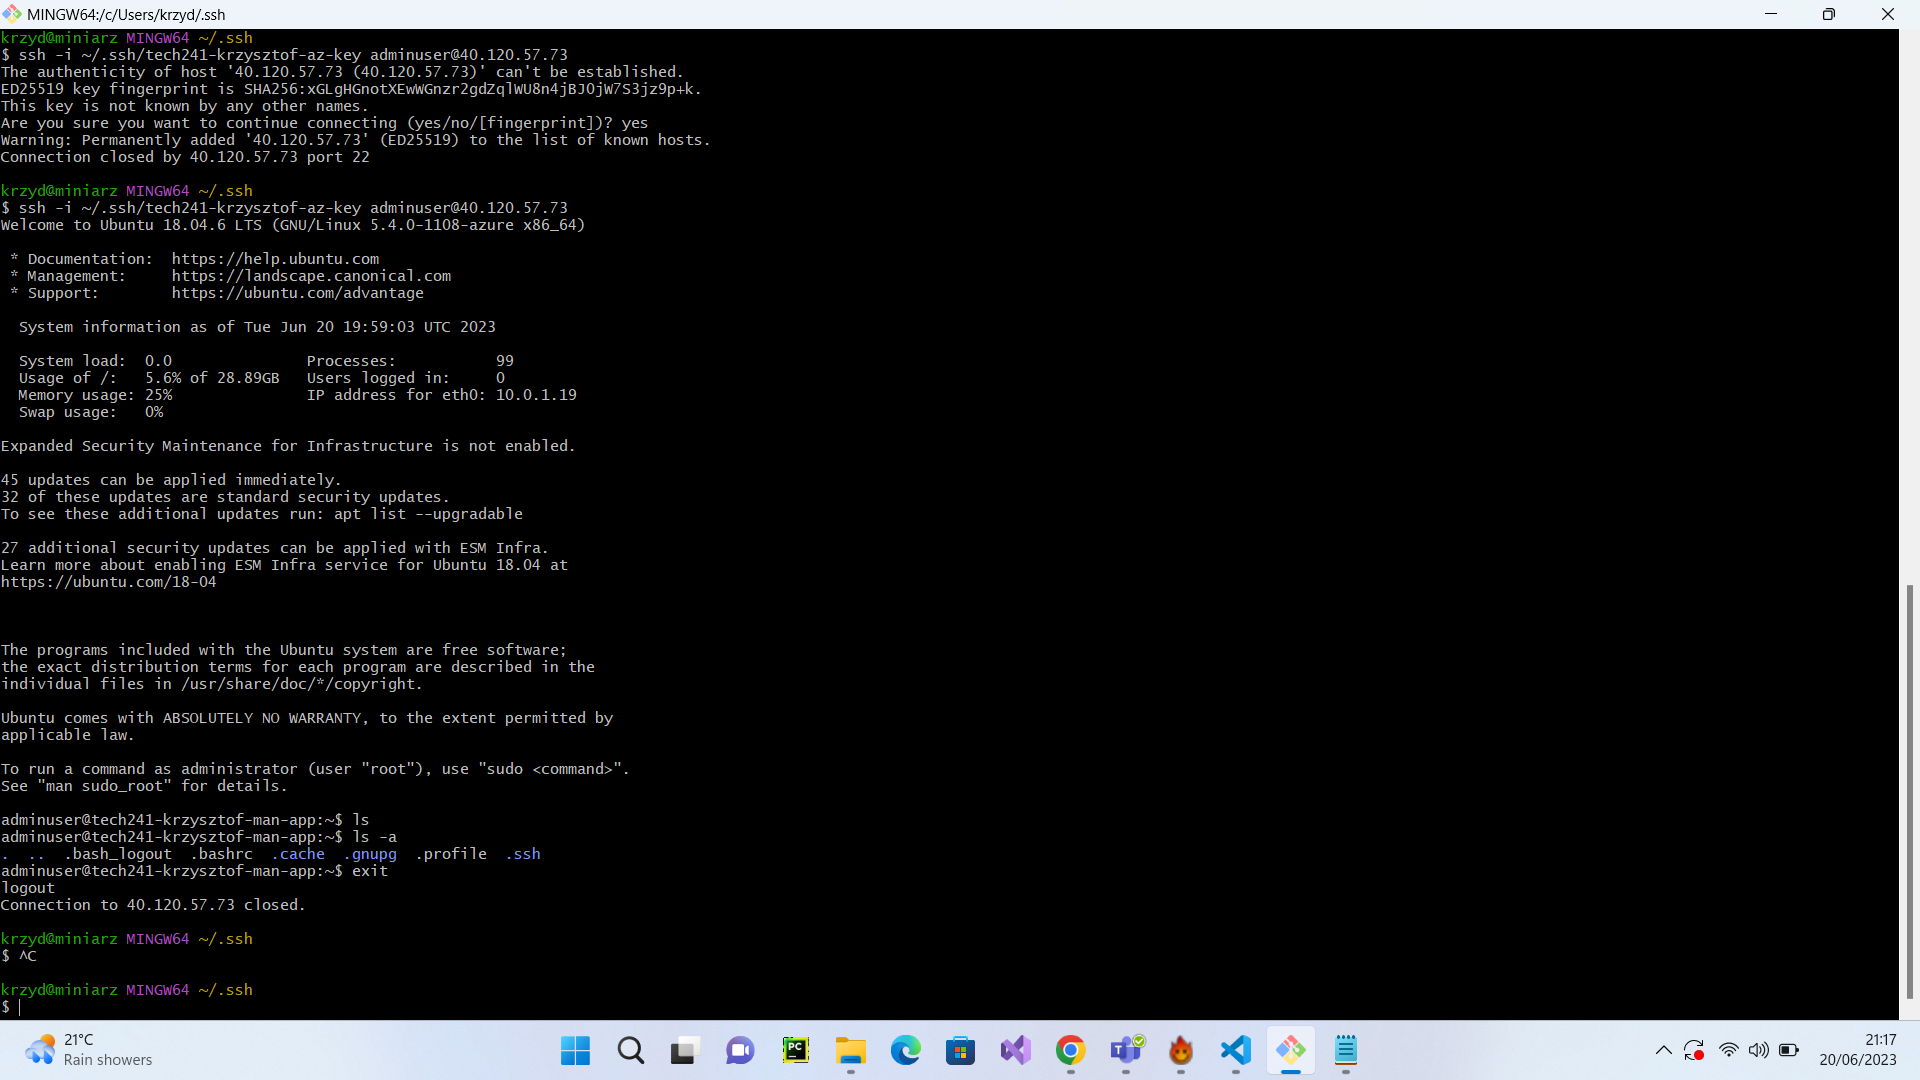 MINGW64:/c/Users/krzyd/.ssh
krzyd@miniarz MINGW64 ~/.ssh
$ ssh -i ~/.ssh/tech241-krzysztof-az-key adminuser@40.120.57.73
The authenticity of host '40.120.57.73 (40.120.57.73)' can't be established.
ED25519 key fingerprint is SHA256:xGLgHGnotXEwWGnzr2gdZqlWU8n4jBJOjW7S3jz9p+k.
This key is not known by any other names.
Are you sure you want to continue connecting (yes/no/[fingerprint])? yes
Warning: Permanently added '40.120.57.73' (ED25519) to the list of known hosts.
Connection closed by 40.120.57.73 port 22
krzyd@miniarz MINGW64 ~/.ssh
$ ssh -i ~/.ssh/tech241-krzysztof-az-key adminuser@40.120.57.73
Welcome to Ubuntu 18.04.6 LTS (GNU/Linux 5.4.0-1108-azure x86_64)
* Documentation: https://help.ubuntu.com
* Management: https://landscape.canonical.com
* Support: https://ubuntu.com/advantage
System information as of Tue Jun 20 19:59:03 UTC 2023
System load: 0.0 Processes: 99
Usage of /: 5.6% of 28.89GB Users logged in: 0
Memory usage: 25% IP address for eth0: 10.0.1.19
Swap usage: 0%
Expanded Security Maintenance for Infrastructure is not enabled.
45 updates can be applied immediately.
32 of these updates are standard security updates.
To see these additional updates run: apt list --upgradable
27 additional security updates can be applied with ESM Infra.
Learn more about enabling ESM Infra service for Ubuntu 18.04 at
https://ubuntu.com/18-04
The programs included with the Ubuntu system are free software;
the exact distribution terms for each program are described in the
individual files in /usr/share/doc/*/copyright.
Ubuntu comes with ABSOLUTELY NO WARRANTY, to the extent permitted by
applicable law.
To run a command as administrator (user "root"), use "sudo <command>".
See "man sudo_root" for details.
adminuser@tech241-krzysztof-man-app:~$ ls
adminuser@tech241-krzysztof-man-app:~$ ls -a
. .. .bash_logout .bashrc .cache .gnupg .profile .ssh
adminuser@tech241-krzysztof-man-app:~$ exit
logout
Connection to 40.120.57.73 closed.
krzyd@miniarz MINGW64 ~/.ssh
$ ^C
krzyd@miniarz MINGW64 ~/.ssh
$
21°C
Rain showers
PC
21:17
20/06/2023